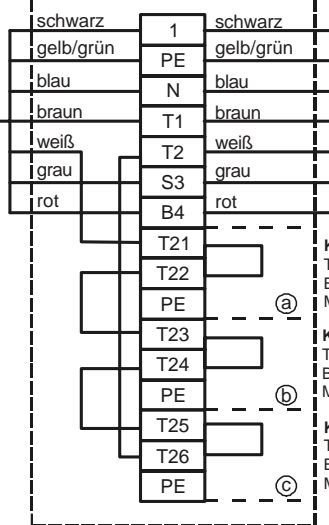 schwarz 1 schwarz
gelb/grün PE gelb/grün
blau N blau
braun T1 braun
weiß T2 weiß
grau S3 grau
rot B4 rot
T21
T22
PE a
T23
T24
PE b
T25
T26
PE c